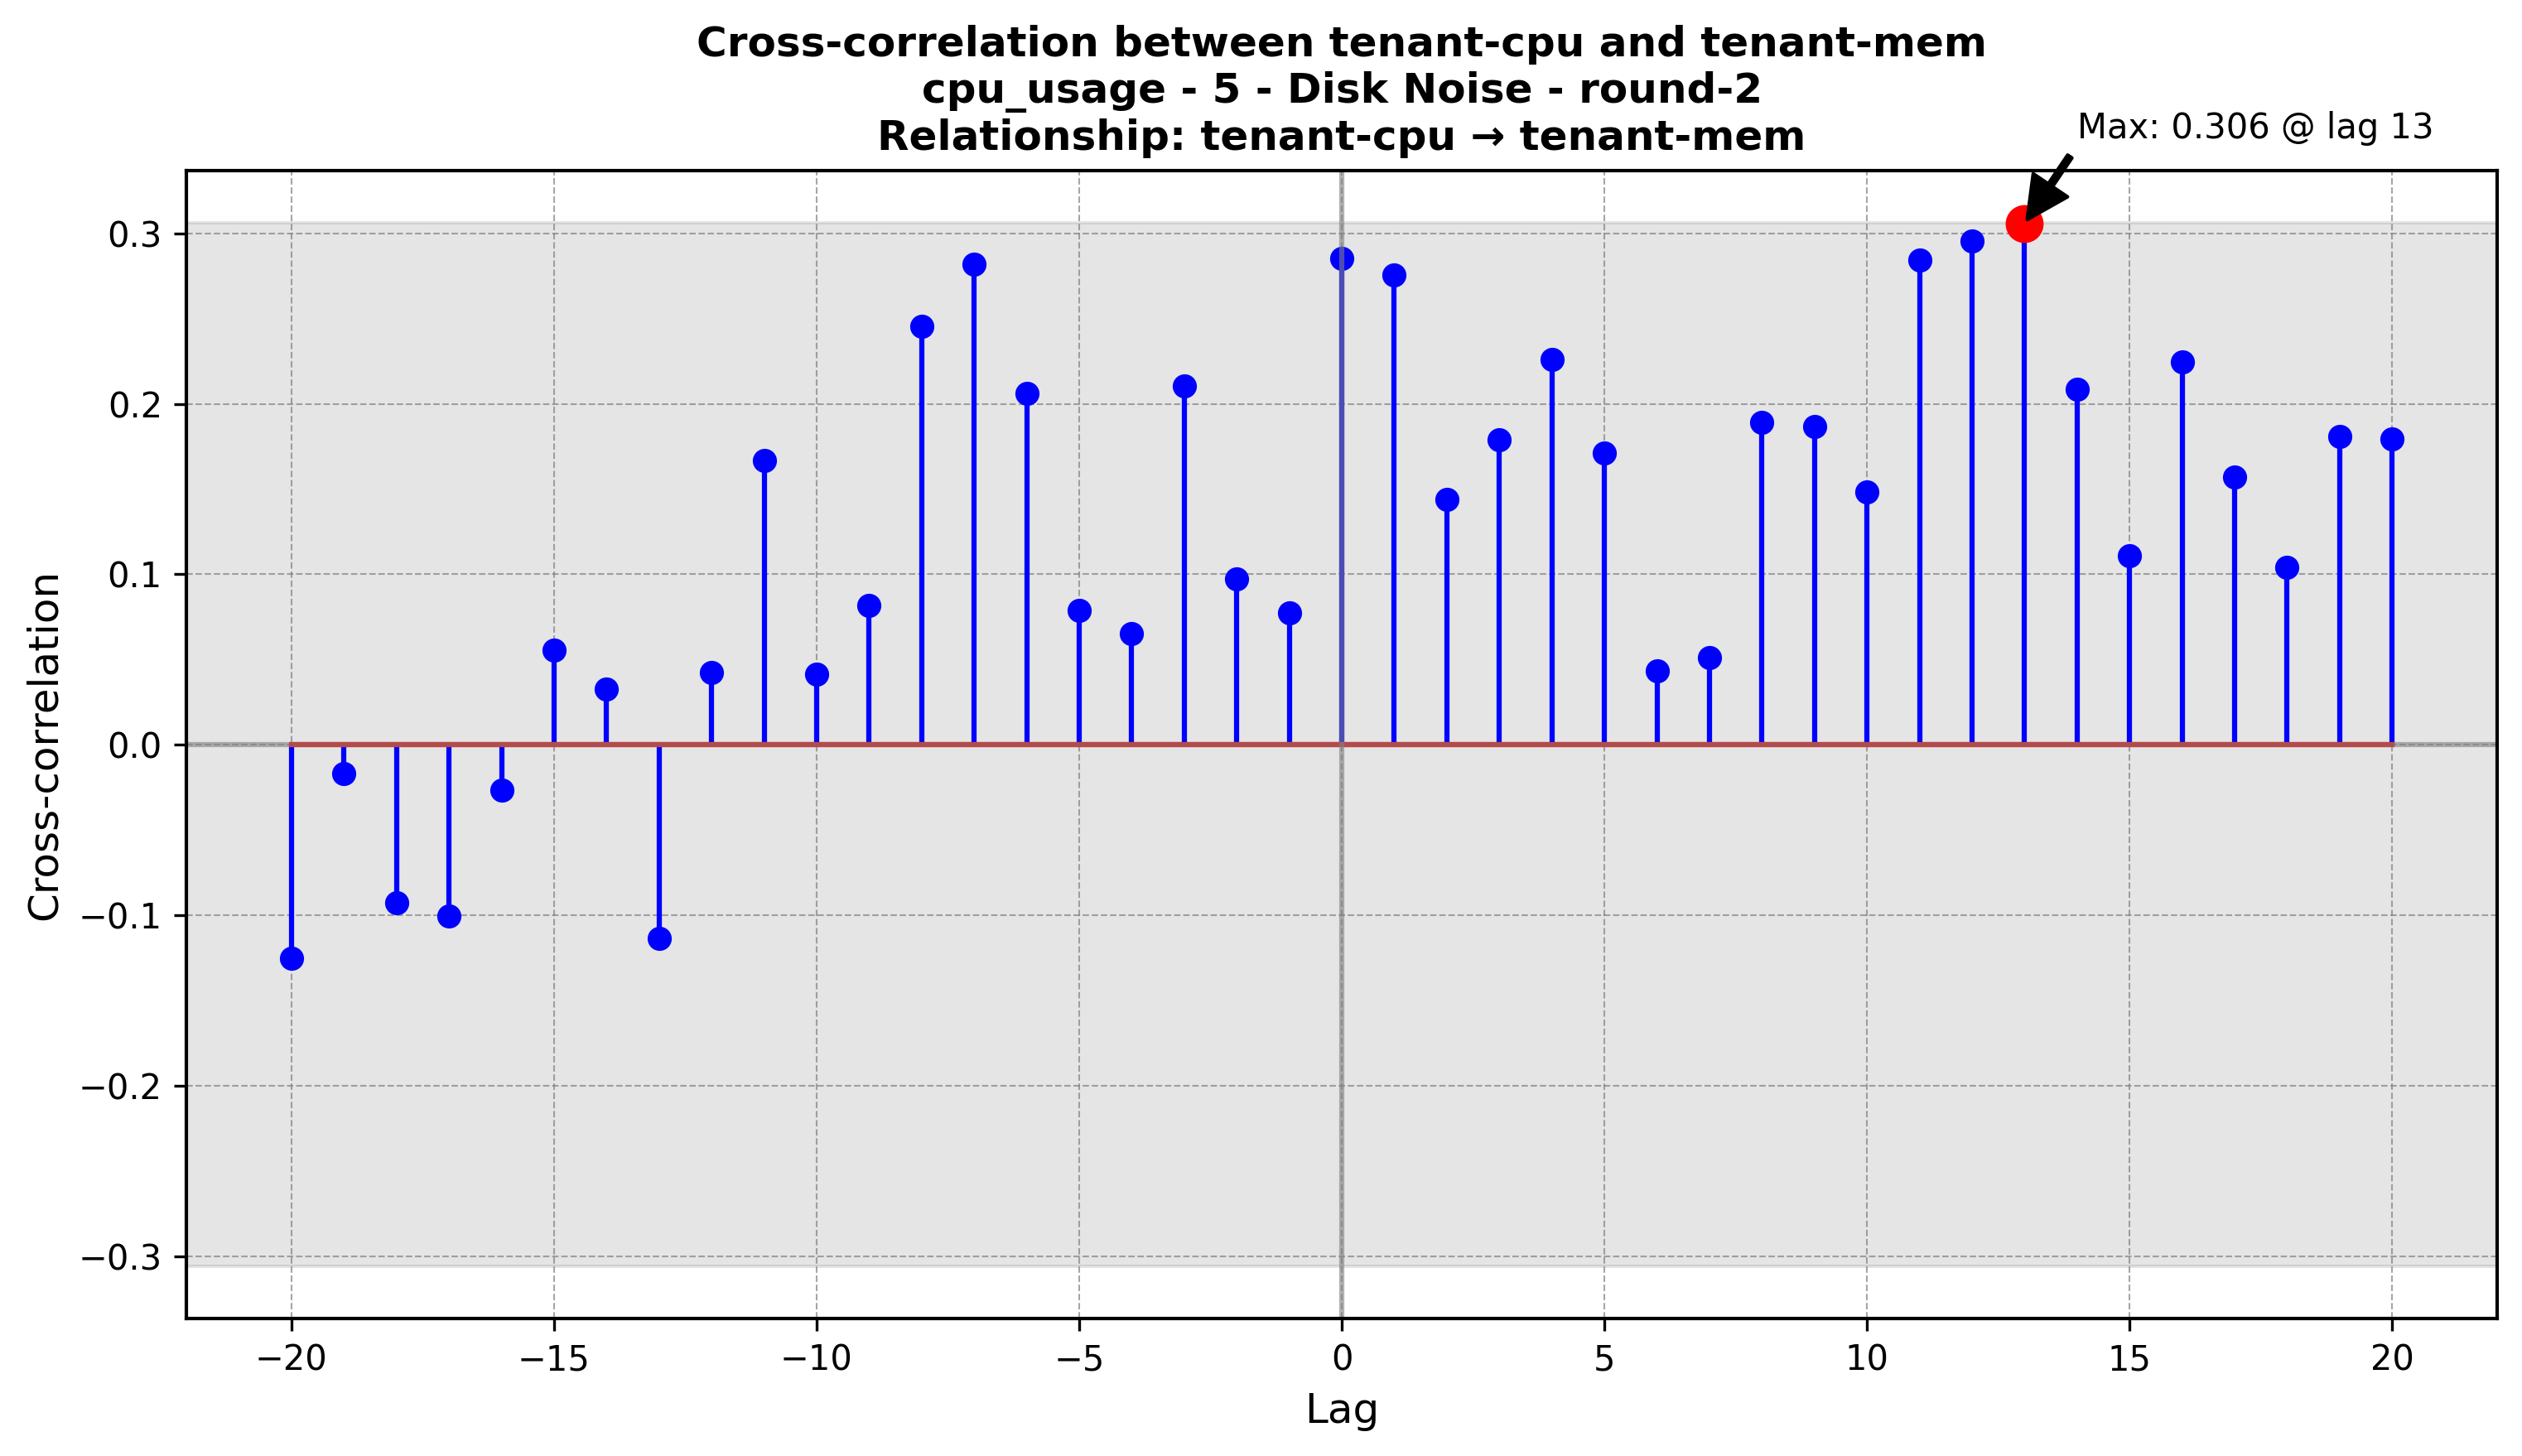 Cross-correlation between tenant-cpu and tenant-mem
cpu_usage - 5 - Disk Noise - round-2
Relationship: tenant-cpu → tenant-mem
Max: 0.306 @ lag 13
Cross-correlation
0.3
0.2
0.1
0.0
−0.1
−0.2
−0.3
−20
−15
−10
−5
0
5
10
15
20
Lag